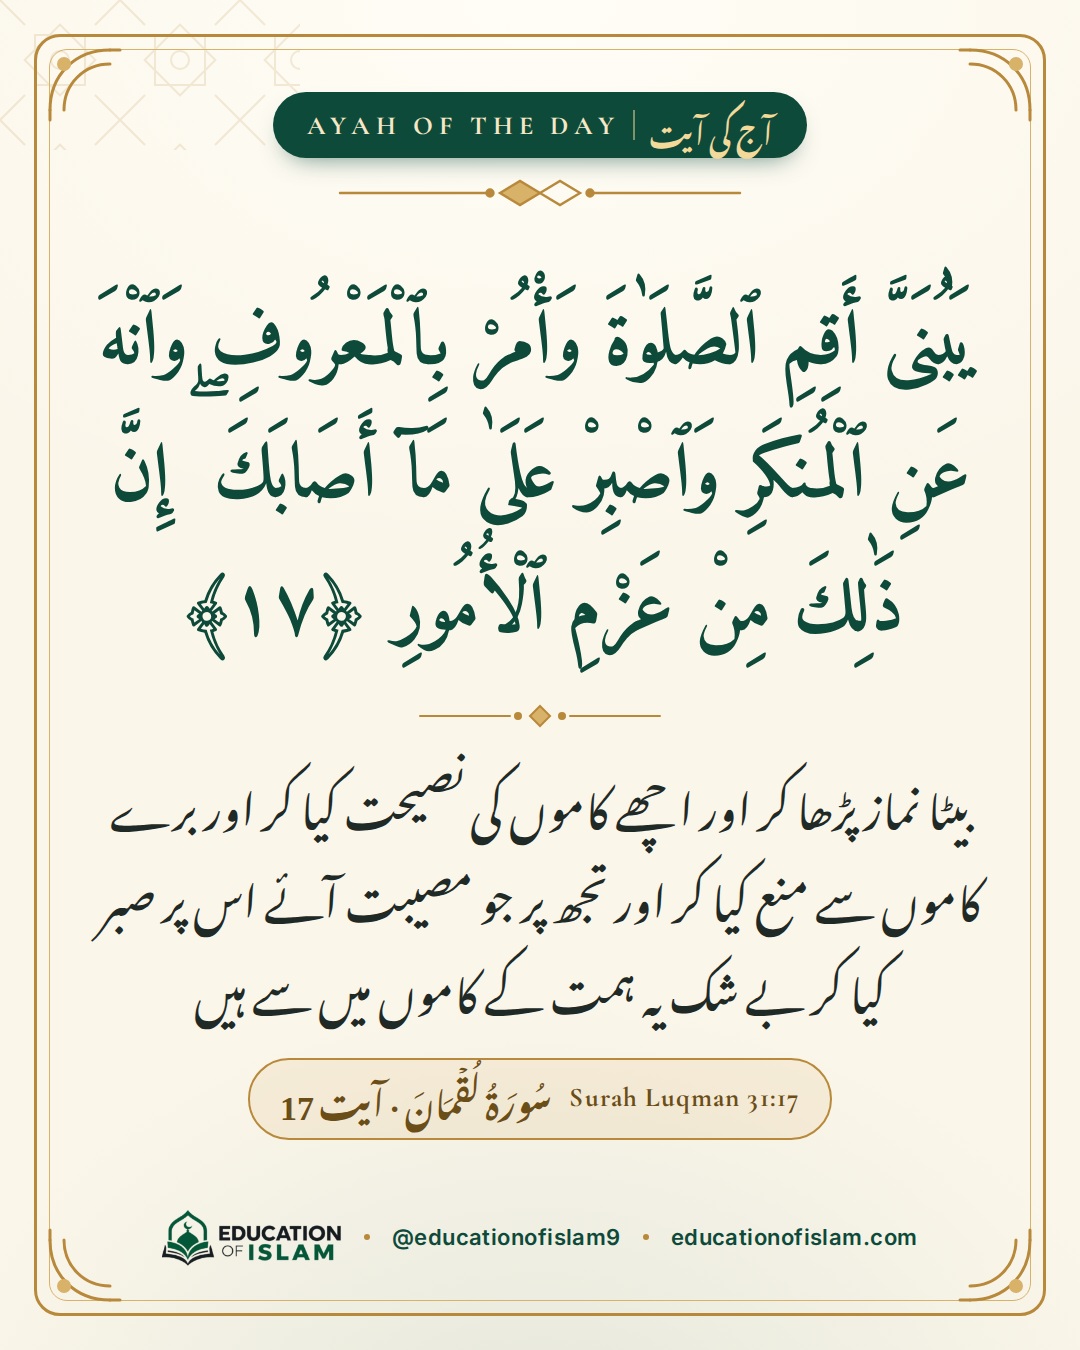 AYAH OF THE DAY | آج کی آیت
يَٰبُنَىَّ أَقِمِ ٱلصَّلَوٰةَ وَأْمُرْ بِٱلْمَعْرُوفِ وَٱنْهَ
عَنِ ٱلْمُنكَرِ وَٱصْبِرْ عَلَىٰ مَآ أَصَابَكَ ۖ إِنَّ
ذَٰلِكَ مِنْ عَزْمِ ٱلْأُمُورِ ﴿١٧﴾
بیٹا نماز پڑھا کر اور اچھے کاموں کی نصیحت کیا کر اور برے
کاموں سے منع کیا کر اور تجھ پر جو مصیبت آئے اس پر صبر
کیا کر بے شک یہ ہمت کے کاموں میں سے ہیں
سُورَةُ لُقۡمَانَ · آیت 17 Surah Luqman 31:17
EDUCATION OF ISLAM • @educationofislam9 • educationofislam.com